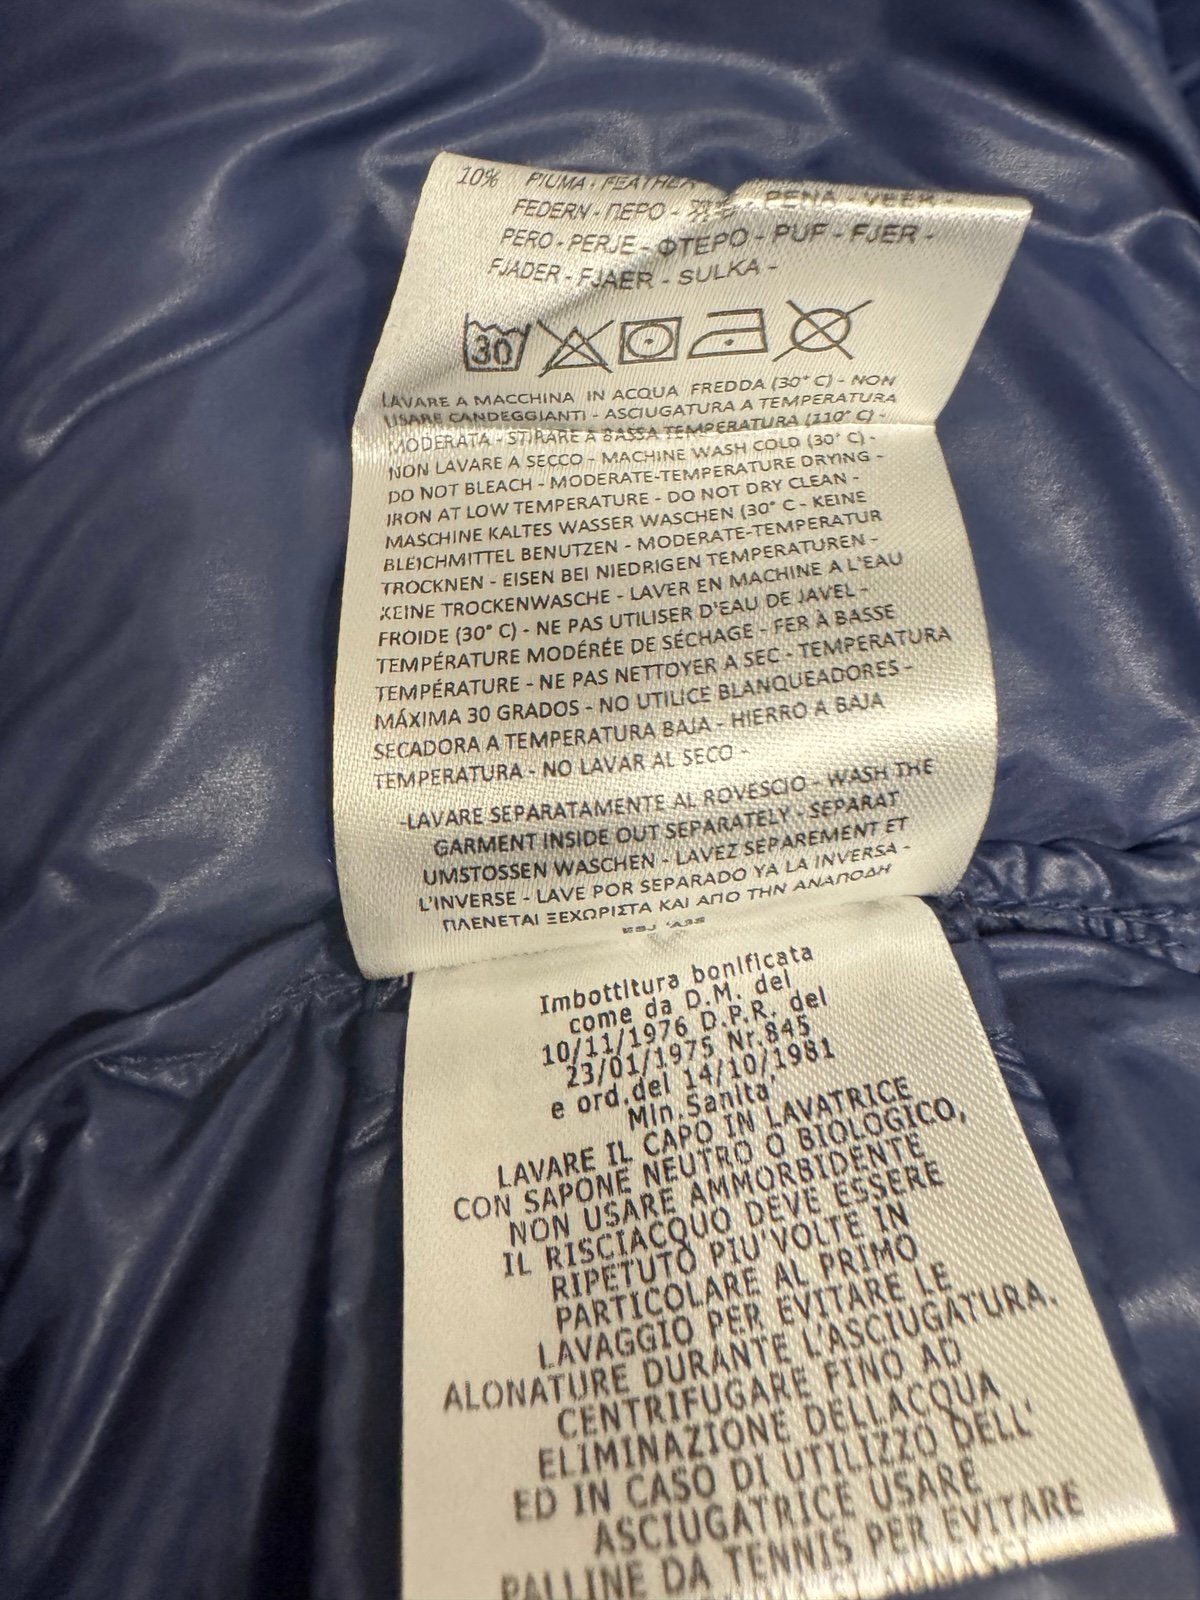 10% PIUMA - FEATHER
FEDERN - ПЕРО - 羽毛 - PENA VEER -
PERO - PERJE - ΦΤΕΡΟ - PUF - FJER -
FJADER - FJAER - SULKA -
30
LAVARE A MACCHINA IN ACQUA FREDDA (30° C) - NON
USARE CANDEGGIANTI - ASCIUGATURA A TEMPERATURA
MODERATA - STIRARE A BASSA TEMPERATURA (110° C) -
NON LAVARE A SECCO - MACHINE WASH COLD (30° C) -
DO NOT BLEACH - MODERATE-TEMPERATURE DRYING -
IRON AT LOW TEMPERATURE - DO NOT DRY CLEAN -
MASCHINE KALTES WASSER WASCHEN (30° C - KEINE
BLEICHMITTEL BENUTZEN - MODERATE-TEMPERATUR
TROCKNEN - EISEN BEI NIEDRIGEN TEMPERATUREN -
KEINE TROCKENWASCHE - LAVER EN MACHINE A L'EAU
FROIDE (30° C) - NE PAS UTILISER D'EAU DE JAVEL -
TEMPÉRATURE MODÉRÉE DE SÉCHAGE - FER À BASSE
TEMPÉRATURE - NE PAS NETTOYER A SEC - TEMPERATURA
MÁXIMA 30 GRADOS - NO UTILICE BLANQUEADORES -
SECADORA A TEMPERATURA BAJA - HIERRO A BAJA
TEMPERATURA - NO LAVAR AL SECO -
-LAVARE SEPARATAMENTE AL ROVESCIO - WASH THE
GARMENT INSIDE OUT SEPARATELY - SEPARAT
UMSTOSSEN WASCHEN - LAVEZ SÉPAREMENT ET
L'INVERSE - LAVE POR SEPARADO YA LA INVERSA -
ΠΛΕΝΕΤΑΙ ΞΕΧΩΡΙΣΤΑ ΚΑΙ ΑΠΟ ΤΗΝ ΑΝΑΠΟΔΗ
Imbottitura bonificata
come da D.M. del
10/11/1976 D.P.R. del
23/01/1975 Nr.845
e ord.del 14/10/1981
Min.Sanita'
LAVARE IL CAPO IN LAVATRICE
CON SAPONE NEUTRO O BIOLOGICO,
NON USARE AMMORBIDENTE
IL RISCIACQUO DEVE ESSERE
RIPETUTO PIU'VOLTE IN
PARTICOLARE AL PRIMO
LAVAGGIO PER EVITARE LE
ALONATURE DURANTE L'ASCIUGATURA.
CENTRIFUGARE FINO AD
ELIMINAZIONE DELLACQUA
ED IN CASO DI UTILIZZO DELL'
ASCIUGATRICE USARE
PALLINE DA TENNIS PER EVITARE